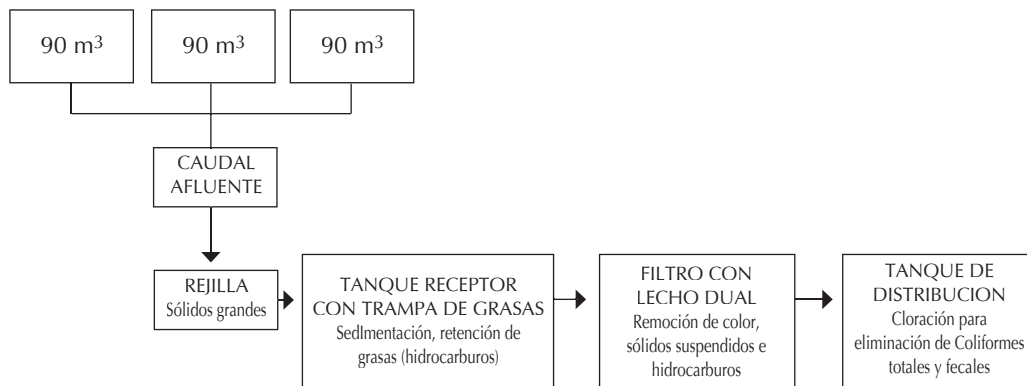 90 m³
90 m³
90 m³
CAUDAL
AFLUENTE
REJILLA
Sólidos grandes
TANQUE RECEPTOR
CON TRAMPA DE GRASAS
SedImentación, retención de
grasas (hidrocarburos)
FILTRO CON
LECHO DUAL
Remoción de color,
sólidos suspendidos e
hidrocarburos
TANQUE DE
DISTRIBUCION
Cloración para
eliminación de Coliformes
totales y fecales